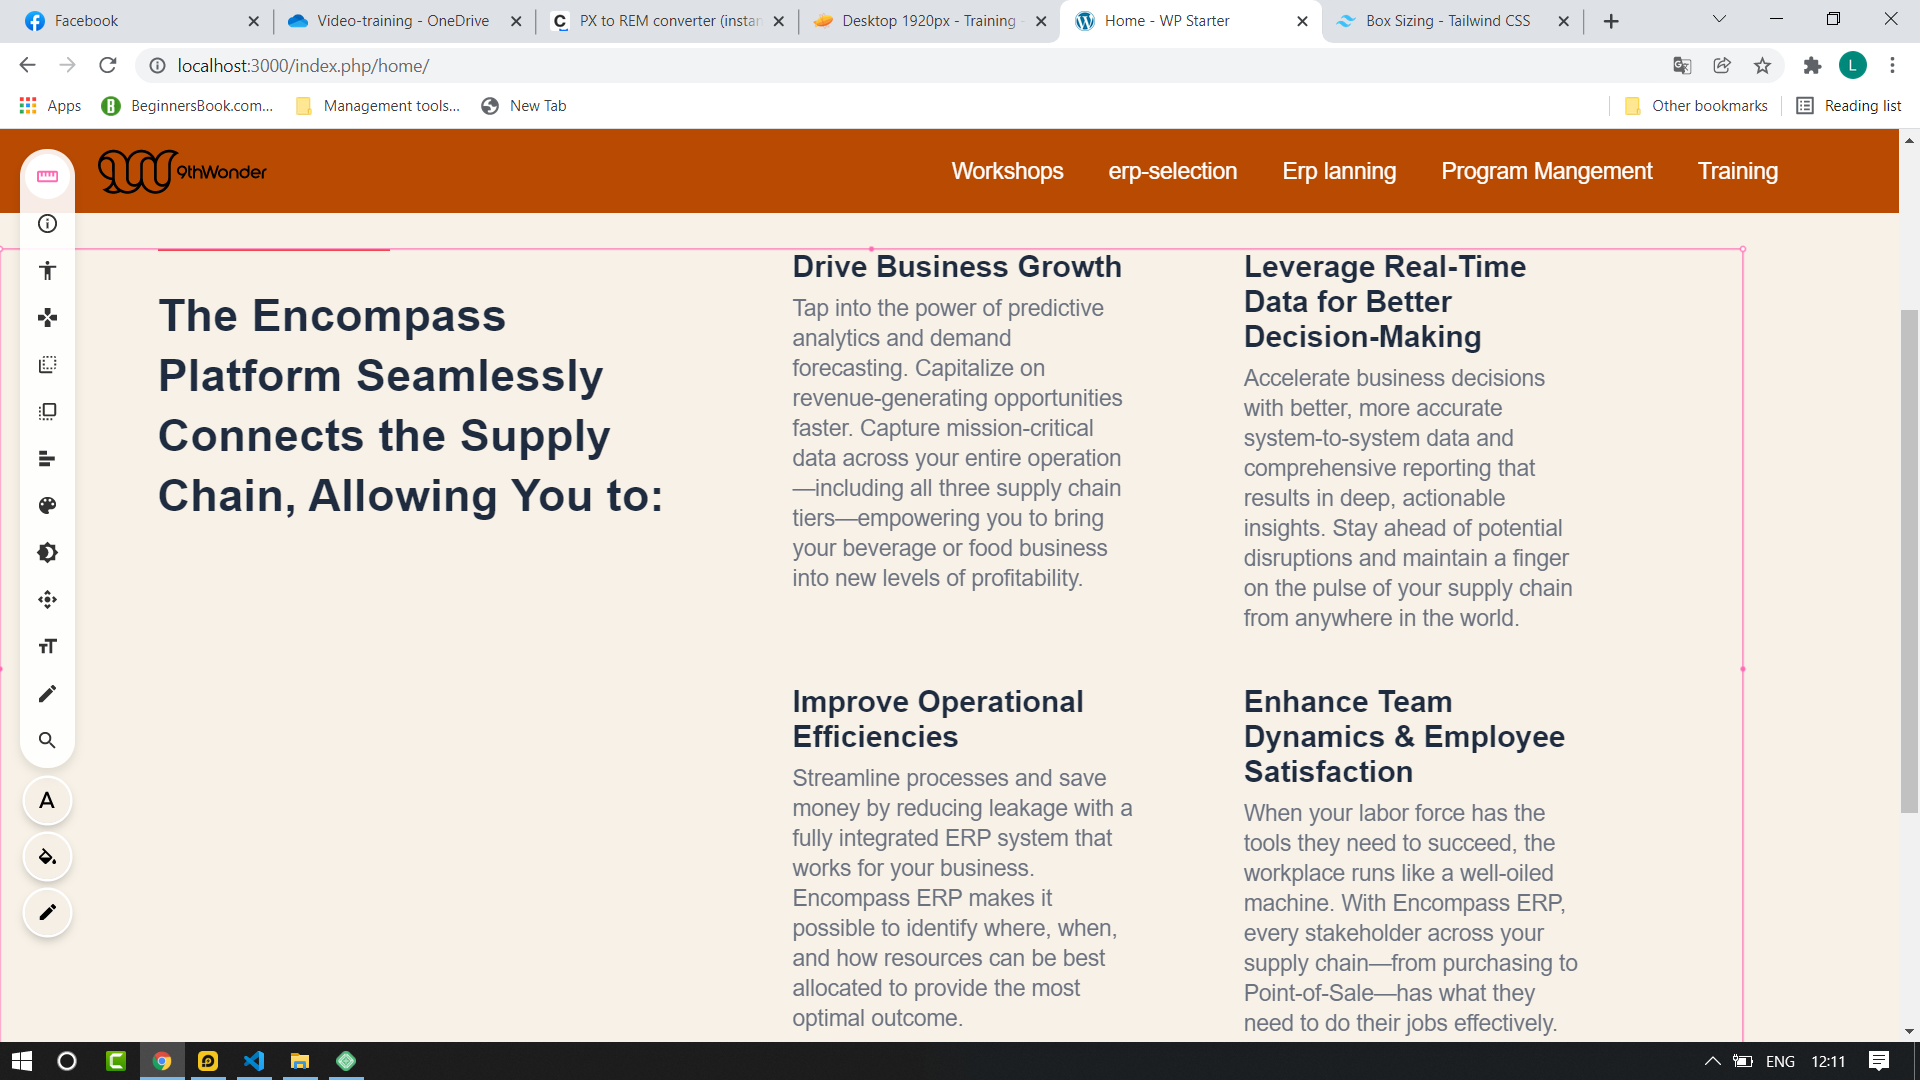 Facebook
Video-training - OneDrive
PX to REM converter (instan
Desktop 1920px - Training -
Home - WP Starter
Box Sizing - Tailwind CSS
localhost:3000/index.php/home/
L
Apps
BeginnersBook.com...
Management tools...
New Tab
Other bookmarks
Reading list
9thWonder
Workshops
erp-selection
Erp lanning
Program Mangement
Training
The Encompass
Platform Seamlessly
Connects the Supply
Chain, Allowing You to:
Drive Business Growth
Tap into the power of predictive
analytics and demand
forecasting. Capitalize on
revenue-generating opportunities
faster. Capture mission-critical
data across your entire operation
—including all three supply chain
tiers—empowering you to bring
your beverage or food business
into new levels of profitability.
Leverage Real-Time
Data for Better
Decision-Making
Accelerate business decisions
with better, more accurate
system-to-system data and
comprehensive reporting that
results in deep, actionable
insights. Stay ahead of potential
disruptions and maintain a finger
on the pulse of your supply chain
from anywhere in the world.
Improve Operational
Efficiencies
Streamline processes and save
money by reducing leakage with a
fully integrated ERP system that
works for your business.
Encompass ERP makes it
possible to identify where, when,
and how resources can be best
allocated to provide the most
optimal outcome.
Enhance Team
Dynamics & Employee
Satisfaction
When your labor force has the
tools they need to succeed, the
workplace runs like a well-oiled
machine. With Encompass ERP,
every stakeholder across your
supply chain—from purchasing to
Point-of-Sale—has what they
need to do their jobs effectively.
A
ENG
12:11